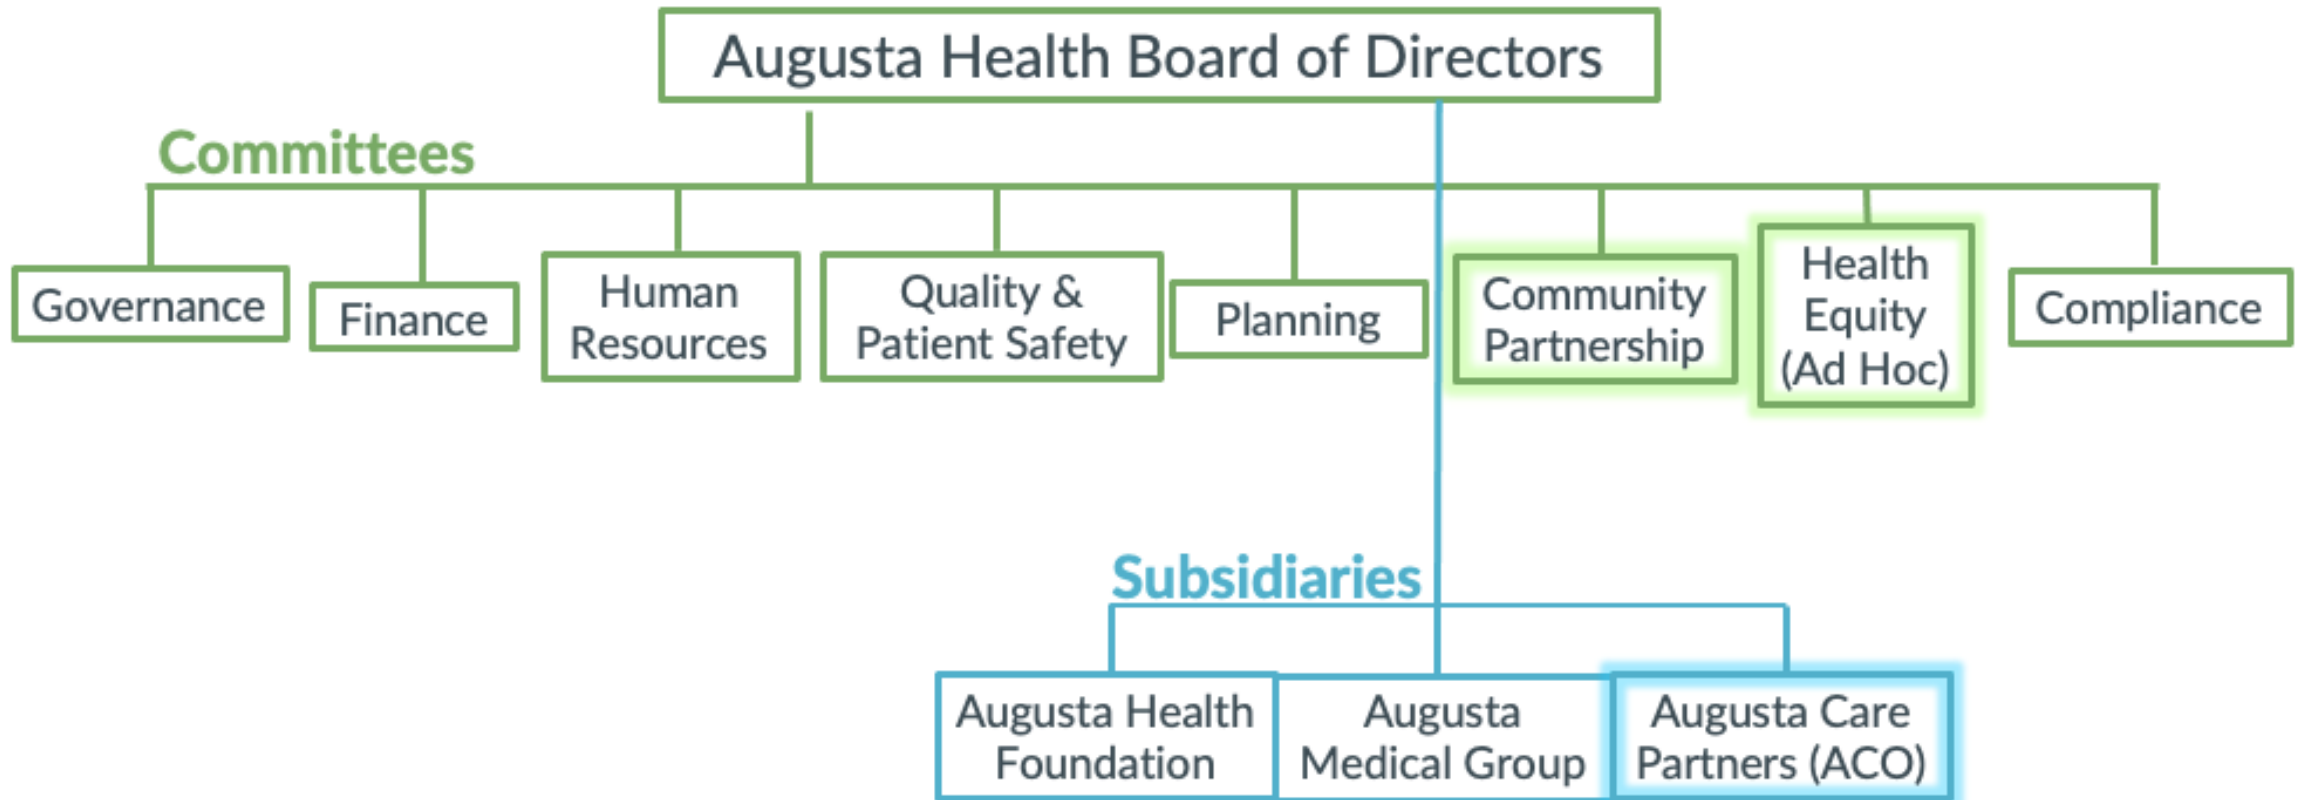 Augusta Health Board of Directors
Committees
Governance
Finance
Human
Resources
Quality &
Patient Safety
Planning
Community
Partnership
Health
Equity
(Ad Hoc)
Compliance
Subsidiaries
Augusta Health
Foundation
Augusta
Medical Group
Augusta Care
Partners (ACO)